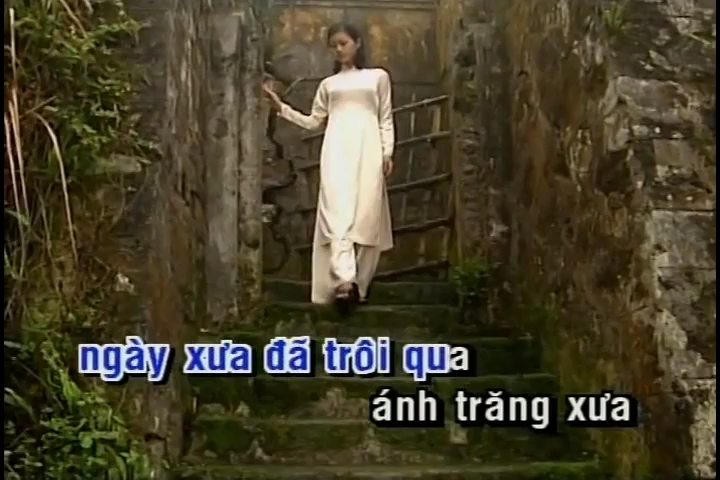 ngày xưa đã trôi qua
ánh trăng xưa